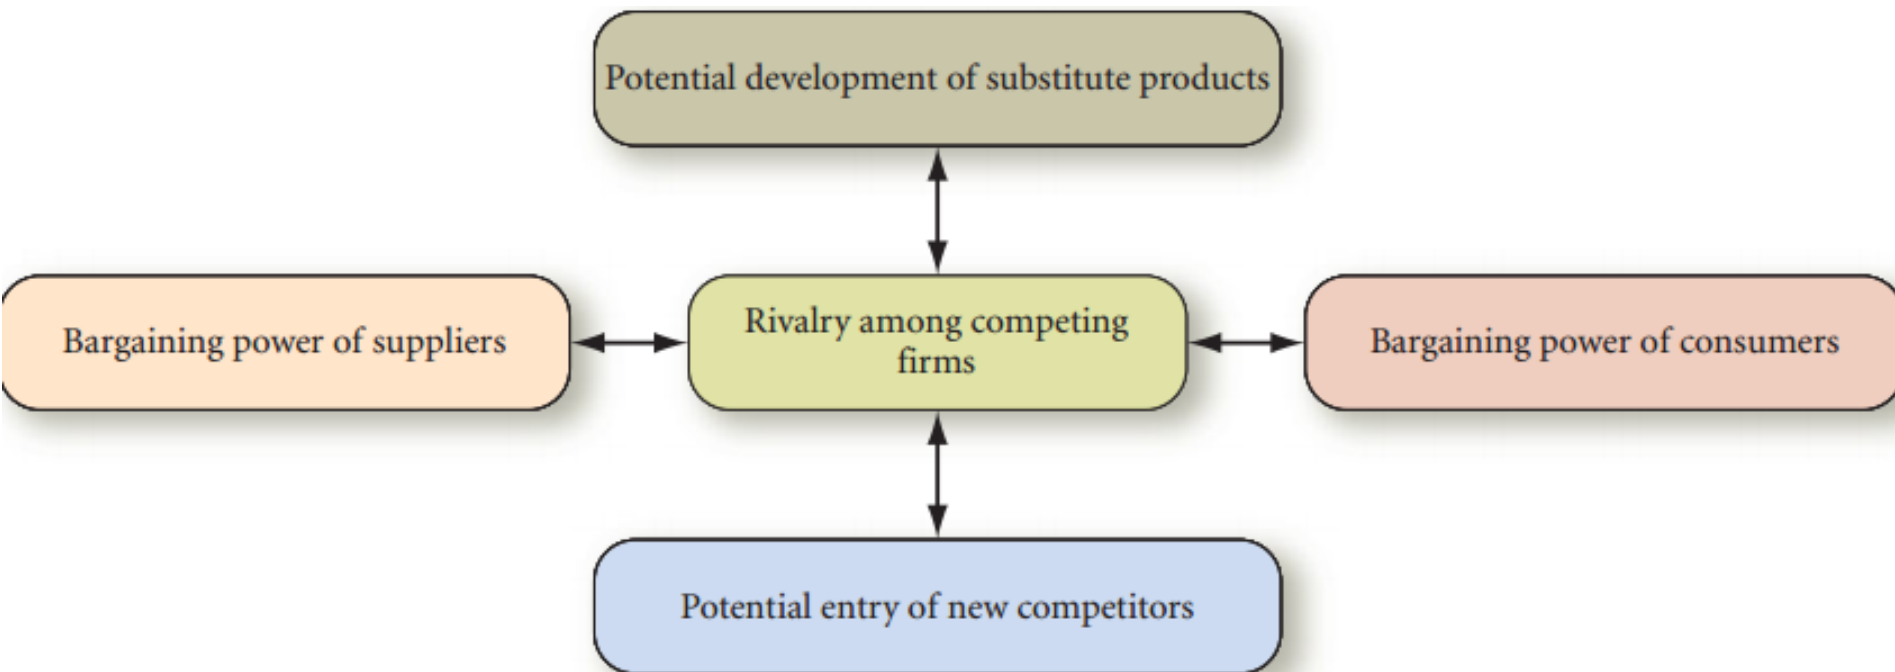 Potential development of substitute products
Bargaining power of suppliers
Rivalry among competing
firms
Bargaining power of consumers
Potential entry of new competitors